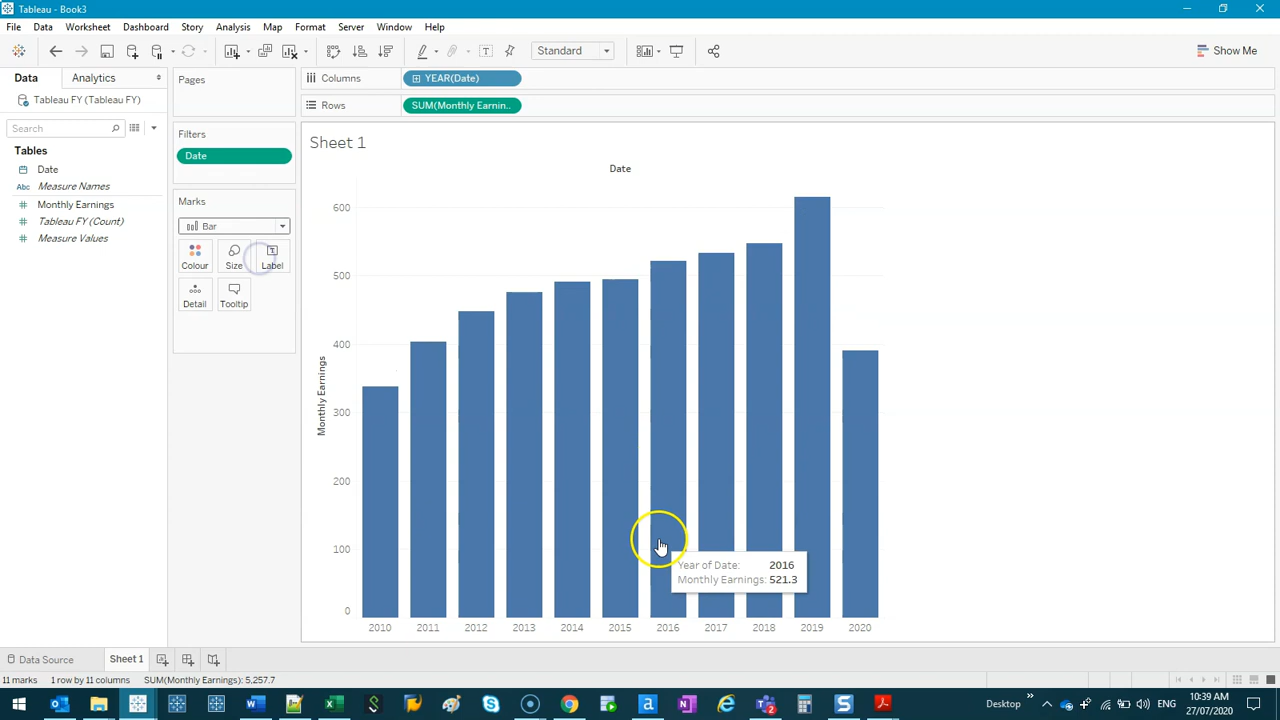 Tableau - Book3
File Data Worksheet Dashboard Story Analysis Map Format Server Window Help
Standard
Show Me
Data Analytics
Tableau FY (Tableau FY)
Search
Tables
Date
Abc Measure Names
Monthly Earnings
Tableau FY (Count)
Measure Values
Pages
Filters
Date
Marks
Bar
Colour Size Label
Detail Tooltip
Columns YEAR(Date)
Rows SUM(Monthly Earnin..
Sheet 1
Date
Monthly Earnings
600
500
400
300
200
100
0
2010 2011 2012 2013 2014 2015 2016 2017 2018 2019 2020
Year of Date: 2016
Monthly Earnings: 521.3
Data Source Sheet 1
11 marks 1 row by 11 columns SUM(Monthly Earnings): 5,257.7
Desktop
ENG
10:39 AM
27/07/2020